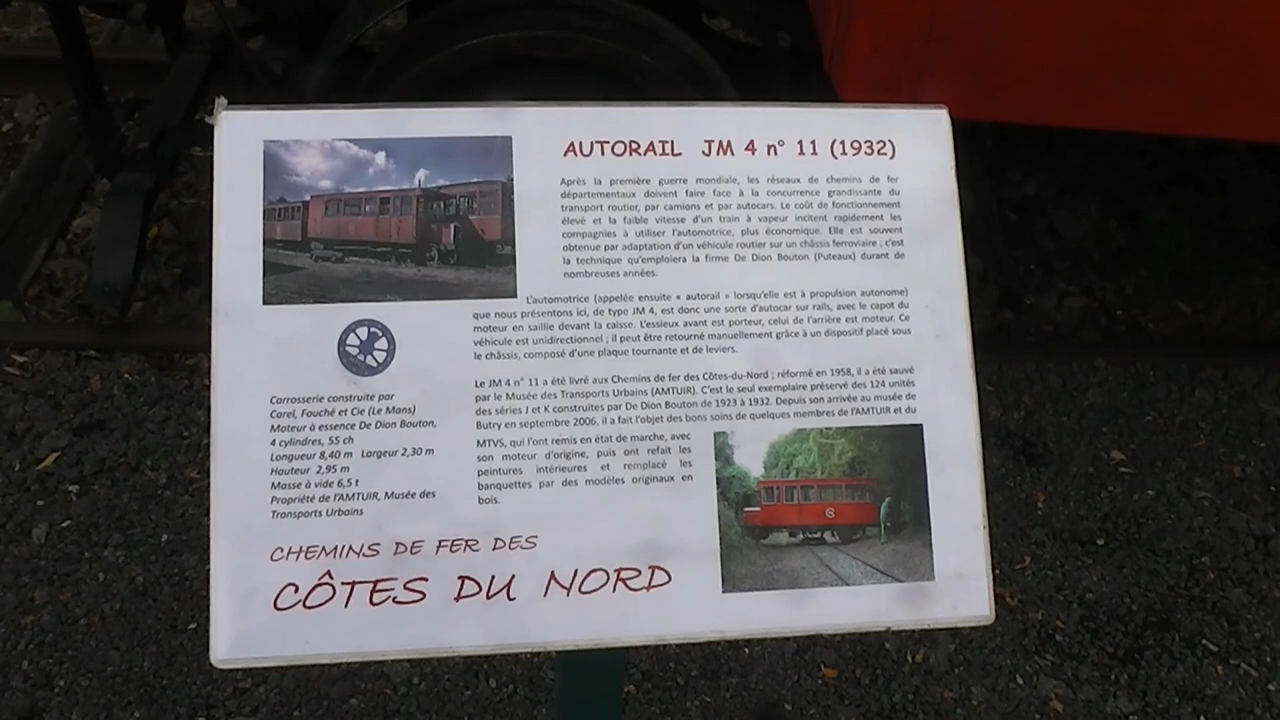 AUTORAIL JM 4 n° 11 (1932)
Après la première guerre mondiale, les réseaux de chemins de fer
départementaux doivent faire face à la concurrence grandissante du
transport routier, par camions et par autocars. Le coût de fonctionnement
élevé et la faible vitesse d'un train à vapeur incitent rapidement les
compagnies à utiliser l'automotrice, plus économique. Elle est souvent
obtenue par adaptation d'un véhicule routier sur un châssis ferroviaire ; c'est
la technique qu'emploiera la firme De Dion Bouton (Puteaux) durant de
nombreuses années.
L'automotrice (appelée ensuite « autorail » lorsqu'elle est à propulsion autonome)
que nous présentons ici, de type JM 4, est donc une sorte d'autocar sur rails, avec le capot du
moteur en saillie devant la caisse. L'essieu avant est porteur, celui de l'arrière est moteur. Ce
véhicule est unidirectionnel ; il peut être retourné manuellement grâce à un dispositif placé sous
le châssis, composé d'une plaque tournante et de leviers.
Le JM 4 n° 11 a été livré aux Chemins de fer des Côtes-du-Nord ; réformé en 1958, il a été sauvé
par le Musée des Transports Urbains (AMTUIR). C'est le seul exemplaire préservé des 124 unités
des séries J et K construites par De Dion Bouton de 1923 à 1932. Depuis son arrivée au musée de
Butry en septembre 2006, il a fait l'objet des bons soins de quelques membres de l'AMTUIR et du
MTVS, qui l'ont remis en état de marche, avec
son moteur d'origine, puis ont refait les
peintures intérieures et remplacé les
banquettes par des modèles originaux en
bois.
Carrosserie construite par
Carel, Fouché et Cie (Le Mans)
Moteur à essence De Dion Bouton,
4 cylindres, 55 ch
Longueur 8,40 m Largeur 2,30 m
Hauteur 2,95 m
Masse à vide 6,5 t
Propriété de l'AMTUIR, Musée des
Transports Urbains
CHEMINS DE FER DES
CÔTES DU NORD